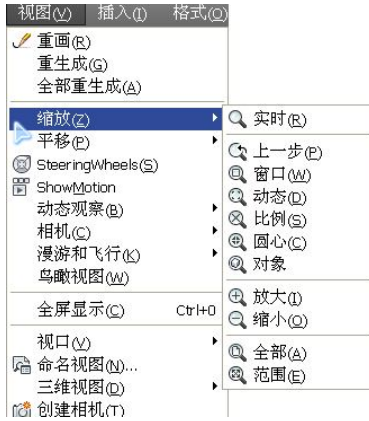 视图(V) 插入(I) 格式(O)
重画(R)
重生成(G)
全部重生成(A)
缩放(Z)
平移(P)
SteeringWheels(S)
ShowMotion
动态观察(B)
相机(C)
漫游和飞行(K)
鸟瞰视图(W)
全屏显示(C) Ctrl+0
视口(V)
命名视图(N)...
三维视图(D)
创建相机(T)
实时(R)
上一步(P)
窗口(W)
动态(D)
比例(S)
圆心(C)
对象
放大(I)
缩小(O)
全部(A)
范围(E)